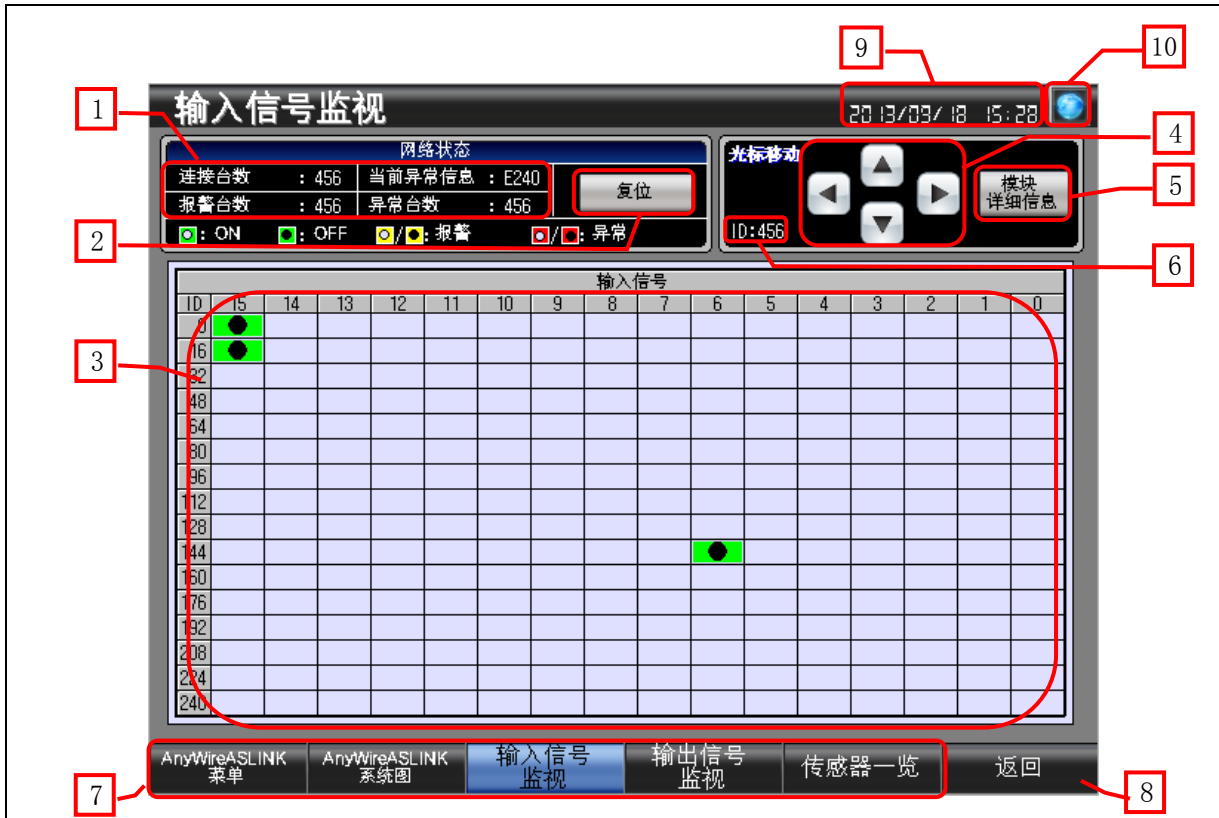 9
10
输入信号监视
2013/09/18 15:28
1
网络状态
光标移动
4
连接台数 : 456 当前异常信息 : E240
复位
模块
详细信息
5
报警台数 : 456 异常台数 : 456
2
: ON : OFF / : 报警 / : 异常
ID:456
6
输入信号
ID 15 14 13 12 11 10 9 8 7 6 5 4 3 2 1 0
0
16
3
32
48
64
80
96
112
128
144
160
176
192
208
224
240
AnyWireASLINK
菜单
AnyWireASLINK
系统图
输入信号
监视
输出信号
监视
传感器一览
返回
7
8